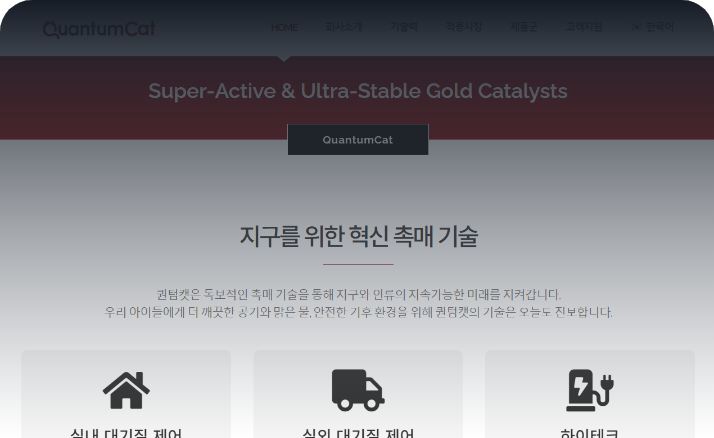 QuantumCat
HOME 회사소개 기술력 적용시장 제품군 고객지원 한국어
Super-Active & Ultra-Stable Gold Catalysts
QuantumCat
지구를 위한 혁신 촉매 기술
퀀텀캣은 독보적인 촉매 기술을 통해 지구와 인류의 지속가능한 미래를 지켜갑니다.
우리 아이들에게 더 깨끗한 공기와 맑은 물, 안전한 기후 환경을 위해 퀀텀캣의 기술은 오늘도 진보합니다.
실내 대기질 제어 실외 대기질 제어 하이테크